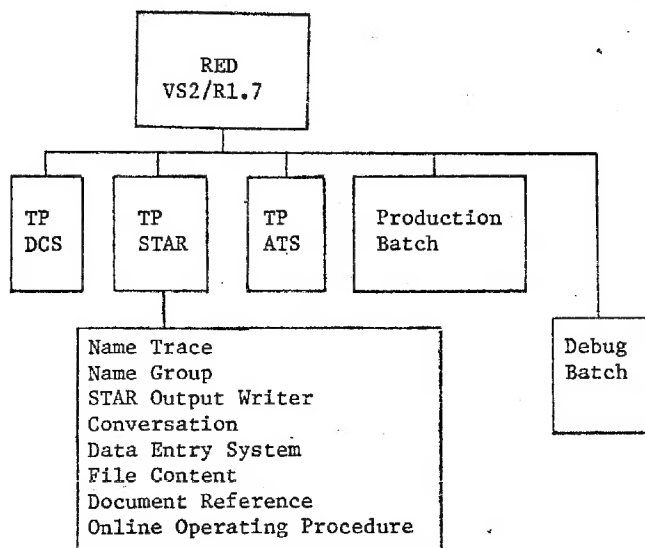 RED
VS2/R1.7
TP
DCS
TP
STAR
TP
ATS
Production
Batch
Name Trace
Name Group
STAR Output Writer
Conversation
Data Entry System
File Content
Document Reference
Online Operating Procedure
Debug
Batch